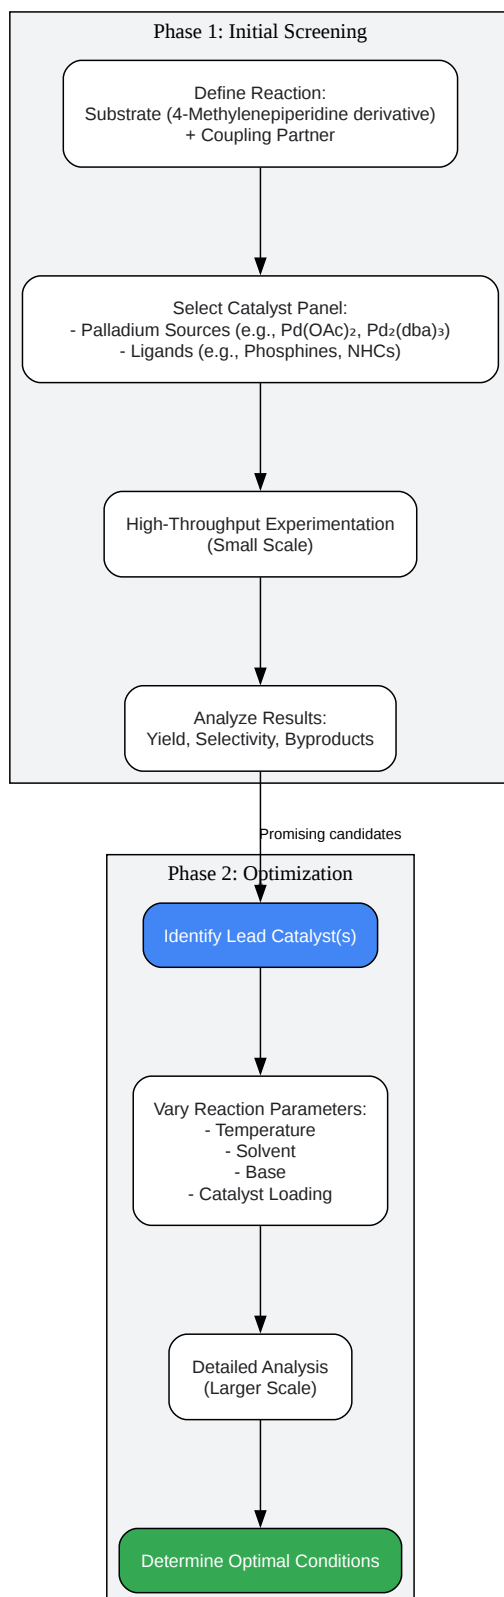 Phase 1: Initial Screening
Define Reaction:
Substrate (4-Methylenepiperidine derivative)
+ Coupling Partner
Select Catalyst Panel:
- Palladium Sources (e.g., Pd(OAc)₂, Pd₂(dba)₃)
- Ligands (e.g., Phosphines, NHCs)
High-Throughput Experimentation
(Small Scale)
Analyze Results:
Yield, Selectivity, Byproducts
Promising candidates
Phase 2: Optimization
Identify Lead Catalyst(s)
Vary Reaction Parameters:
- Temperature
- Solvent
- Base
- Catalyst Loading
Detailed Analysis
(Larger Scale)
Determine Optimal Conditions